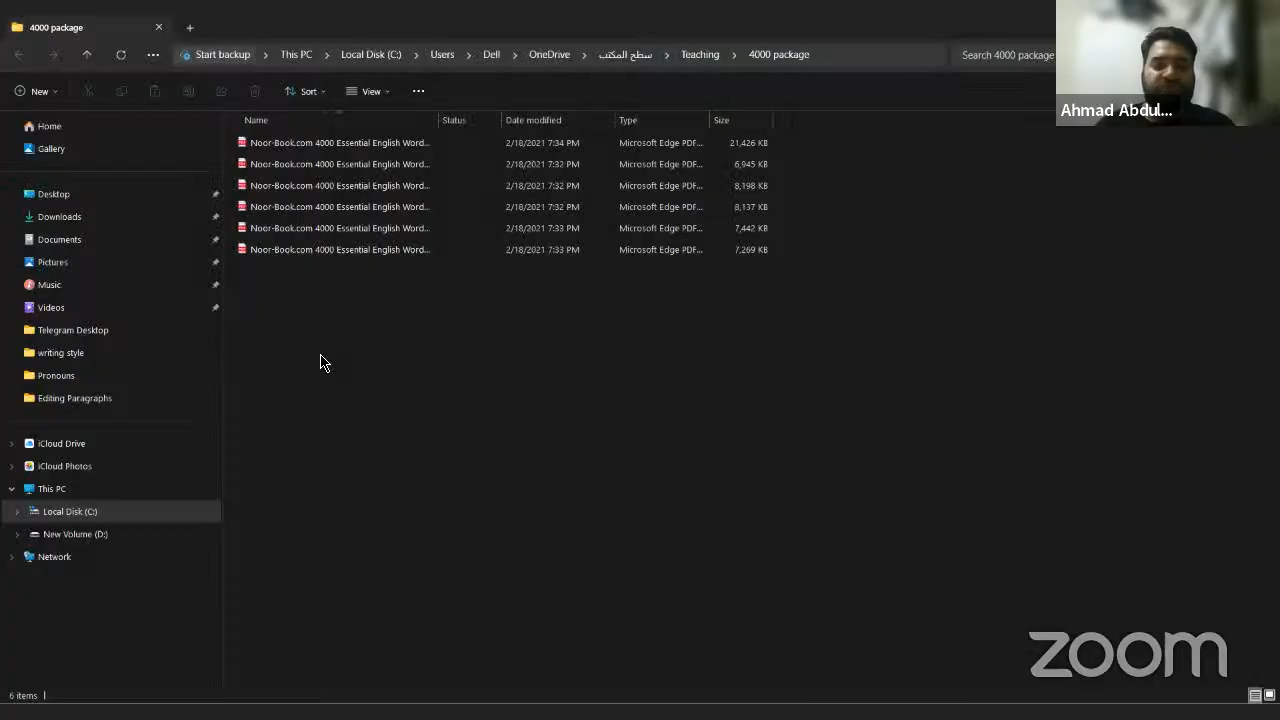 4000 package
Start backup > This PC > Local Disk (C:) > Users > Dell > OneDrive > سطح المكتب > Teaching > 4000 package
Search 4000 package
Ahmad Abdul...
New Sort View
Name Status Date modified Type Size
Noor-Book.com 4000 Essential English Word... 2/18/2021 7:34 PM Microsoft Edge PDF... 21,426 KB
Noor-Book.com 4000 Essential English Word... 2/18/2021 7:32 PM Microsoft Edge PDF... 6,945 KB
Noor-Book.com 4000 Essential English Word... 2/18/2021 7:32 PM Microsoft Edge PDF... 8,198 KB
Noor-Book.com 4000 Essential English Word... 2/18/2021 7:32 PM Microsoft Edge PDF... 8,137 KB
Noor-Book.com 4000 Essential English Word... 2/18/2021 7:33 PM Microsoft Edge PDF... 7,442 KB
Noor-Book.com 4000 Essential English Word... 2/18/2021 7:33 PM Microsoft Edge PDF... 7,269 KB
Home
Gallery
Desktop
Downloads
Documents
Pictures
Music
Videos
Telegram Desktop
writing style
Pronouns
Editing Paragraphs
iCloud Drive
iCloud Photos
This PC
Local Disk (C:)
New Volume (D:)
Network
zoom
6 items